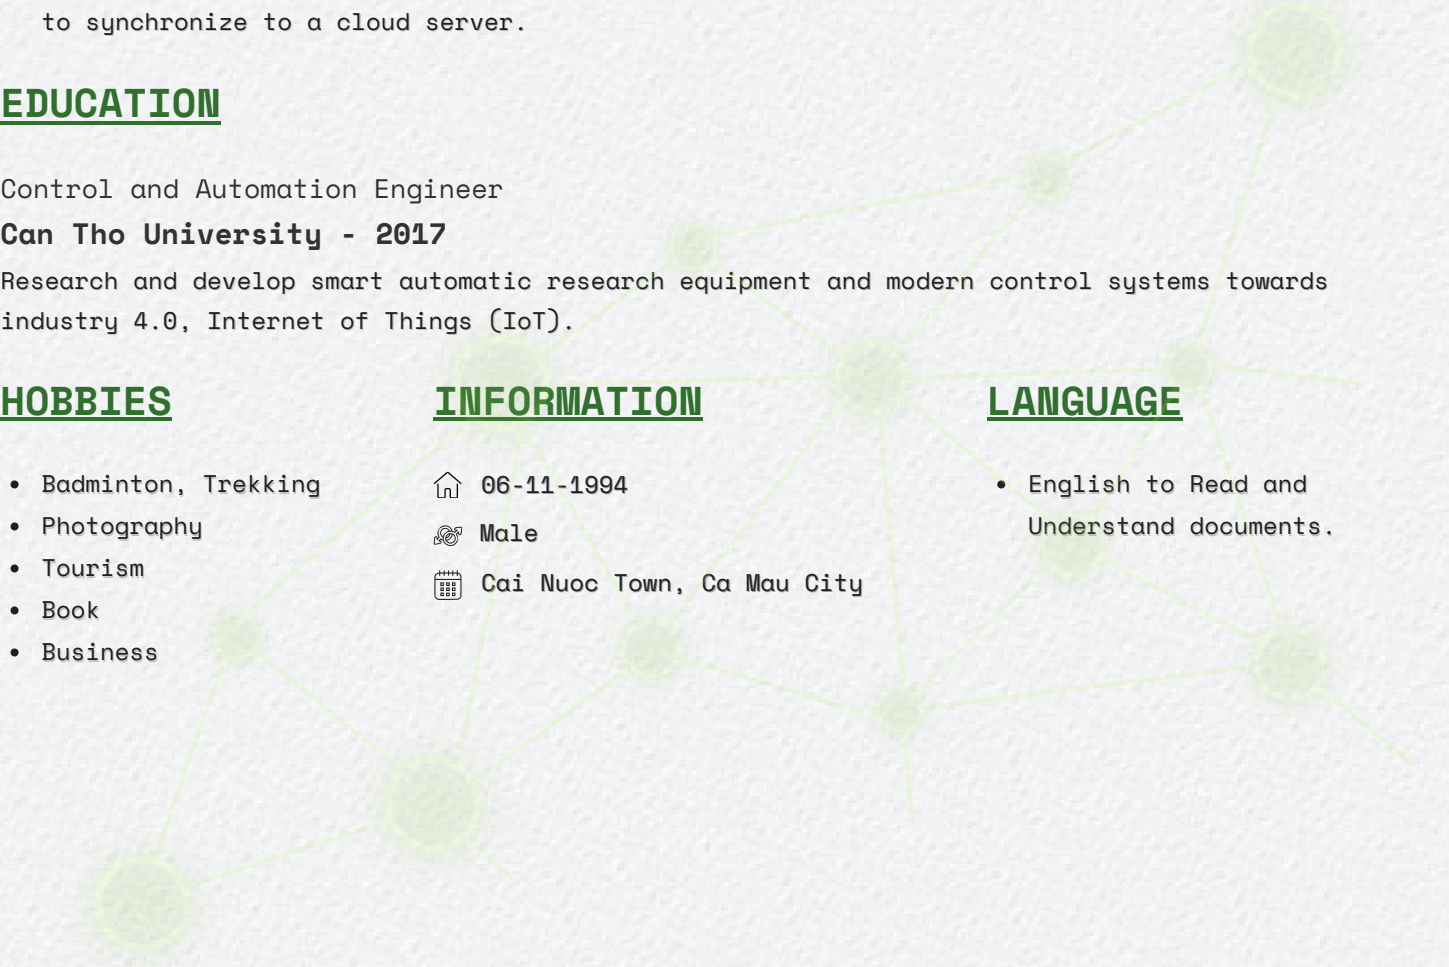 to synchronize to a cloud server.
EDUCATION
Control and Automation Engineer
Can Tho University - 2017
Research and develop smart automatic research equipment and modern control systems towards
industry 4.0, Internet of Things (IoT).
HOBBIES
Badminton, Trekking
Photography
Tourism
Book
Business
INFORMATION
06-11-1994
Male
Cai Nuoc Town, Ca Mau City
LANGUAGE
English to Read and
Understand documents.